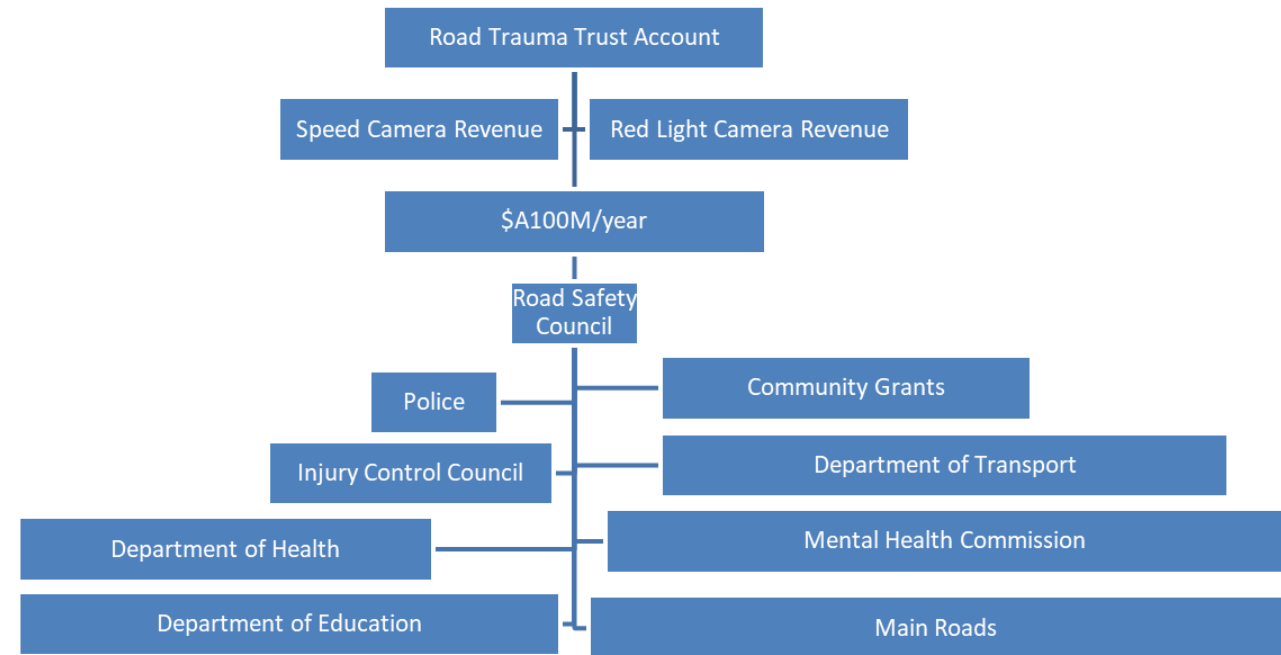 Road Trauma Trust Account
Speed Camera Revenue
Red Light Camera Revenue
$A100M/year
Road Safety
Council
Police
Community Grants
Injury Control Council
Department of Transport
Department of Health
Mental Health Commission
Department of Education
Main Roads